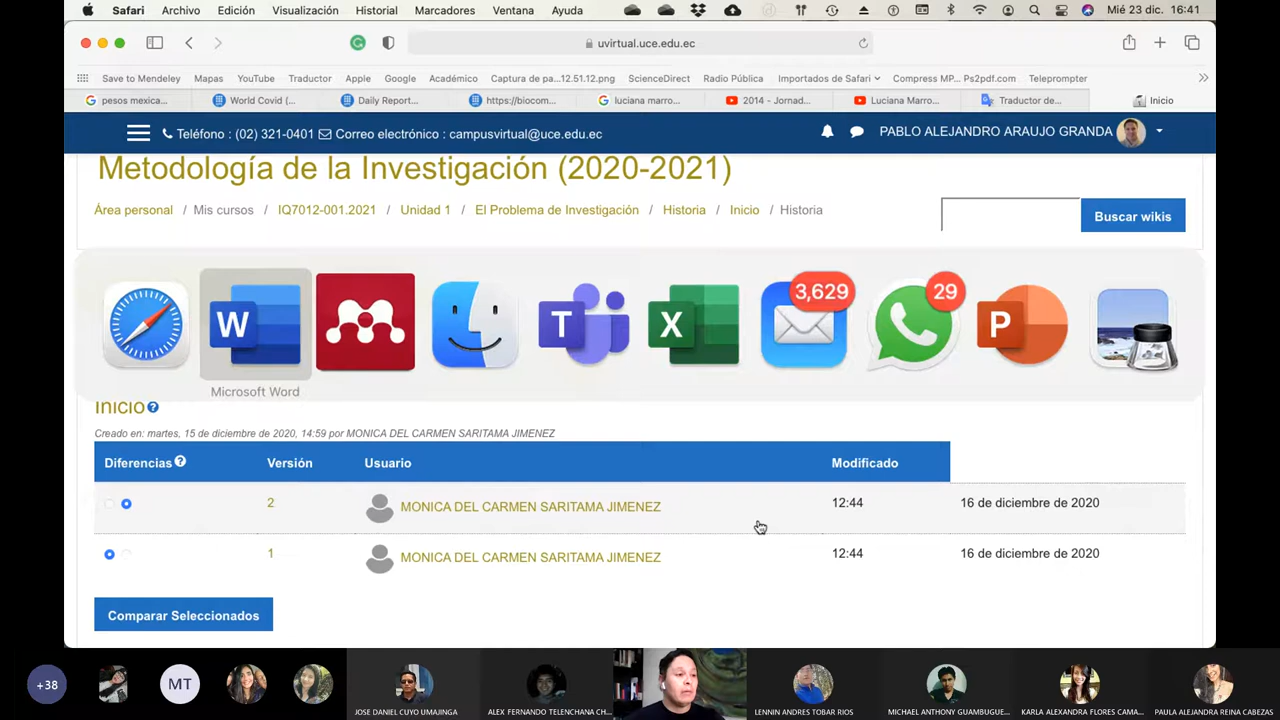 Safari Archivo Edición Visualización Historial Marcadores Ventana Ayuda Mié 23 dic. 16:41
uvirtual.uce.edu.ec
Save to Mendeley Mapas YouTube Traductor Apple Google Académico Captura de pa...12.51.12.png ScienceDirect Radio Pública Importados de Safari Compress MP... Ps2pdf.com Teleprompter
pesos mexica... World Covid (... Daily Report... https://biocom... luciana marro... 2014 - Jornad... Luciana Marro... Traductor de... Inicio
Teléfono : (02) 321-0401 Correo electrónico : campusvirtual@uce.edu.ec PABLO ALEJANDRO ARAUJO GRANDA
Metodología de la Investigación (2020-2021)
Área personal / Mis cursos / IQ7012-001.2021 / Unidad 1 / El Problema de Investigación / Historia / Inicio / Historia
Buscar wikis
3,629 29
W T X P
Microsoft Word
Inicio
Creado en: martes, 15 de diciembre de 2020, 14:59 por MONICA DEL CARMEN SARITAMA JIMENEZ
Diferencias Versión Usuario Modificado
2 MONICA DEL CARMEN SARITAMA JIMENEZ 12:44 16 de diciembre de 2020
1 MONICA DEL CARMEN SARITAMA JIMENEZ 12:44 16 de diciembre de 2020
Comparar Seleccionados
+38 MT
JOSE DANIEL CUYO UMAJINGA ALEX FERNANDO TELENCHANA CH... LENNIN ANDRES TOBAR RIOS MICHAEL ANTHONY GUAMBUGUE... KARLA ALEXANDRA FLORES CAMA... PAULA ALEJANDRA REINA CABEZAS